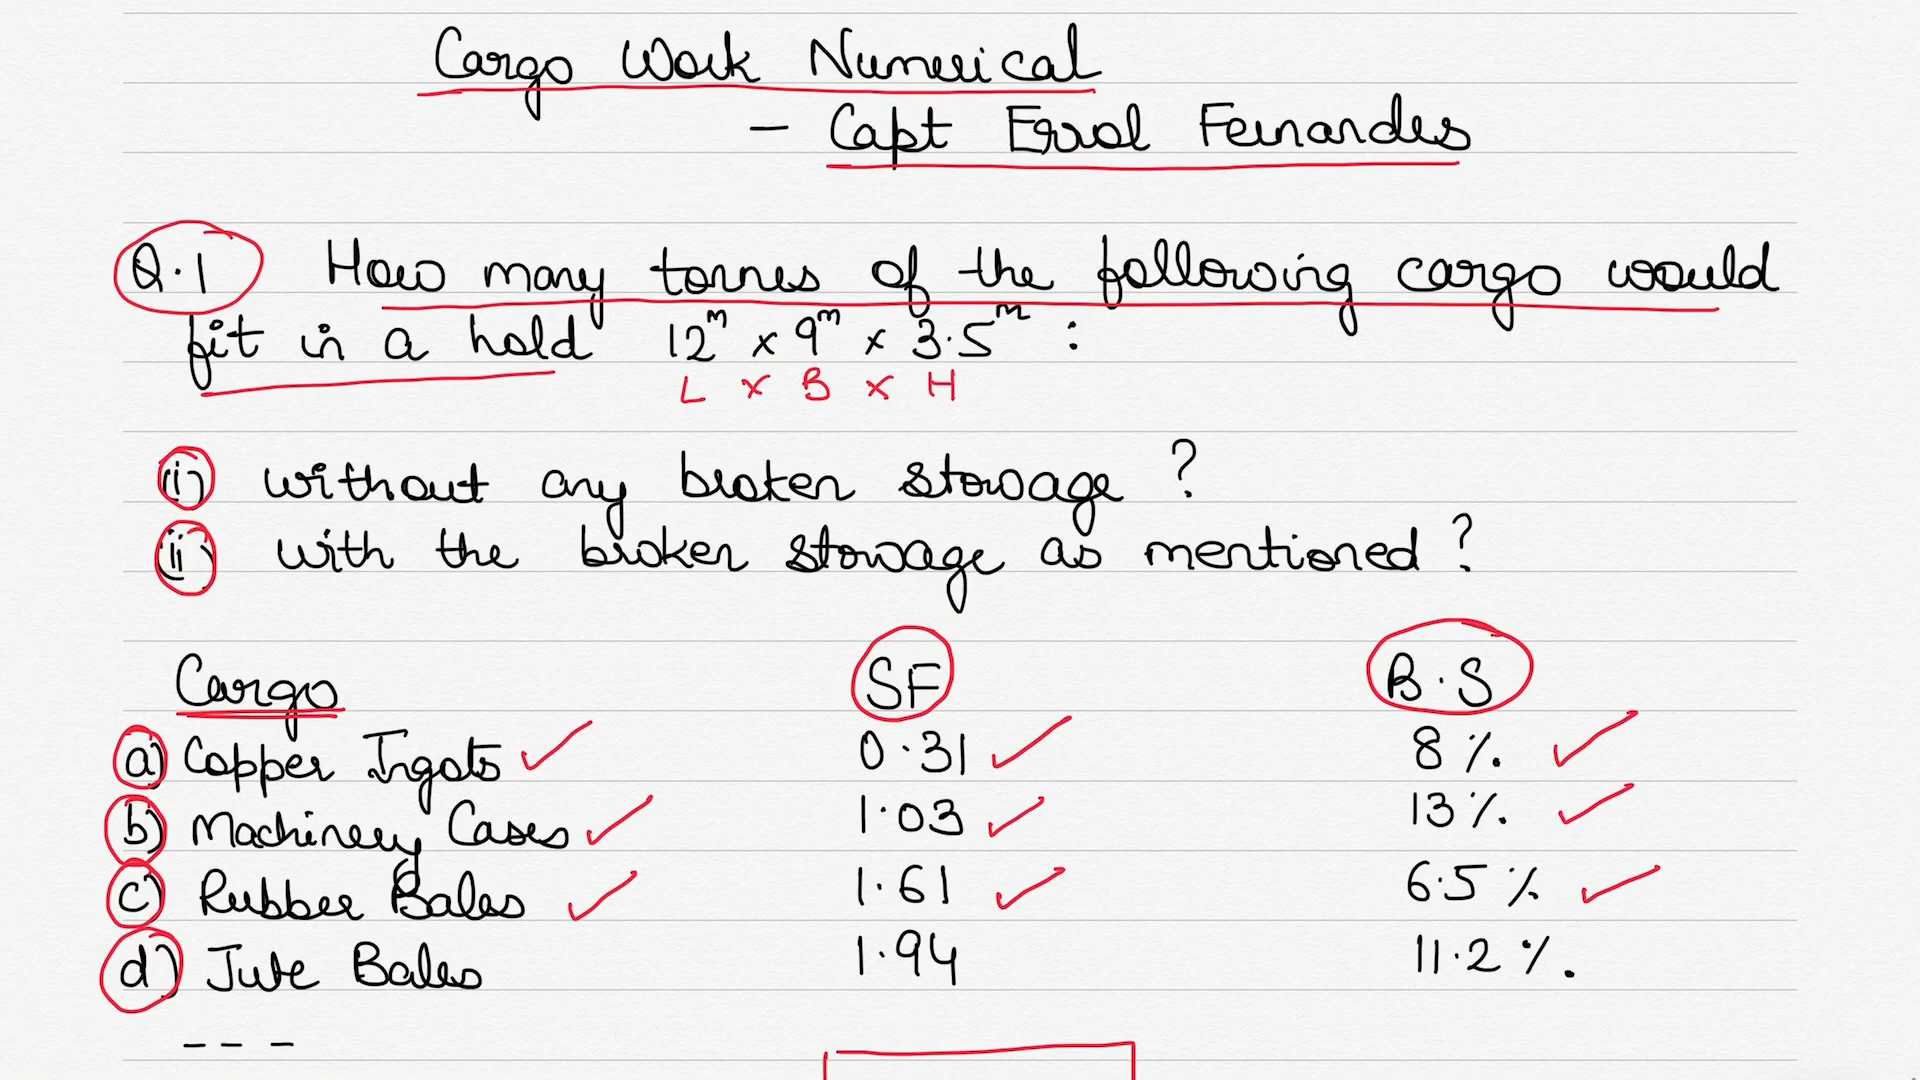 Cargo Work Numerical
- Capt Errol Fernandes
Q.1 How many tonnes of the following cargo would
fit in a hold 12m x 9m x 3.5m :
L x B x H
(i) without any broken stowage ?
(ii) with the broken stowage as mentioned ?
Cargo SF B.S
a) Copper Ingots 0.31 8 %.
b) Machinery Cases 1.03 13 %.
c) Rubber Bales 1.61 6.5 %.
d) Jute Bales 1.94 11.2 %.
---